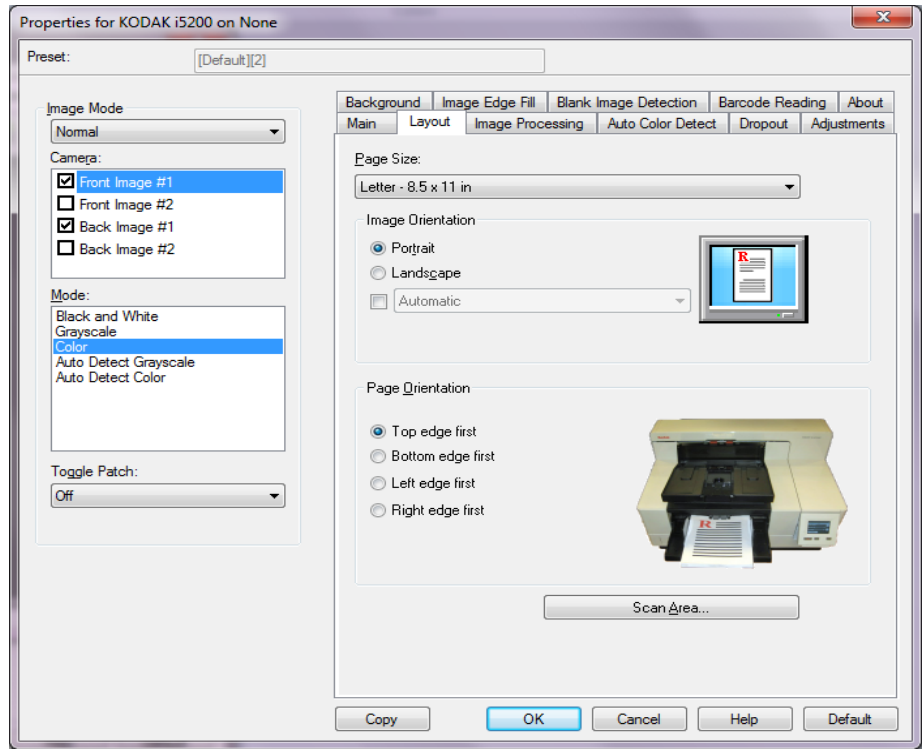 Properties for KODAK i5200 on None
Preset:
[Default][2]
Image Mode
Normal
Camera:
Front Image #1
Front Image #2
Back Image #1
Back Image #2
Mode:
Black and White
Grayscale
Color
Auto Detect Grayscale
Auto Detect Color
Toggle Patch:
Off
Background
Image Edge Fill
Blank Image Detection
Barcode Reading
About
Main
Layout
Image Processing
Auto Color Detect
Dropout
Adjustments
Page Size:
Letter - 8.5 x 11 in
Image Orientation
Portrait
Landscape
Automatic
R
Page Orientation
Top edge first
Bottom edge first
Left edge first
Right edge first
R
Scan Area...
Copy
OK
Cancel
Help
Default